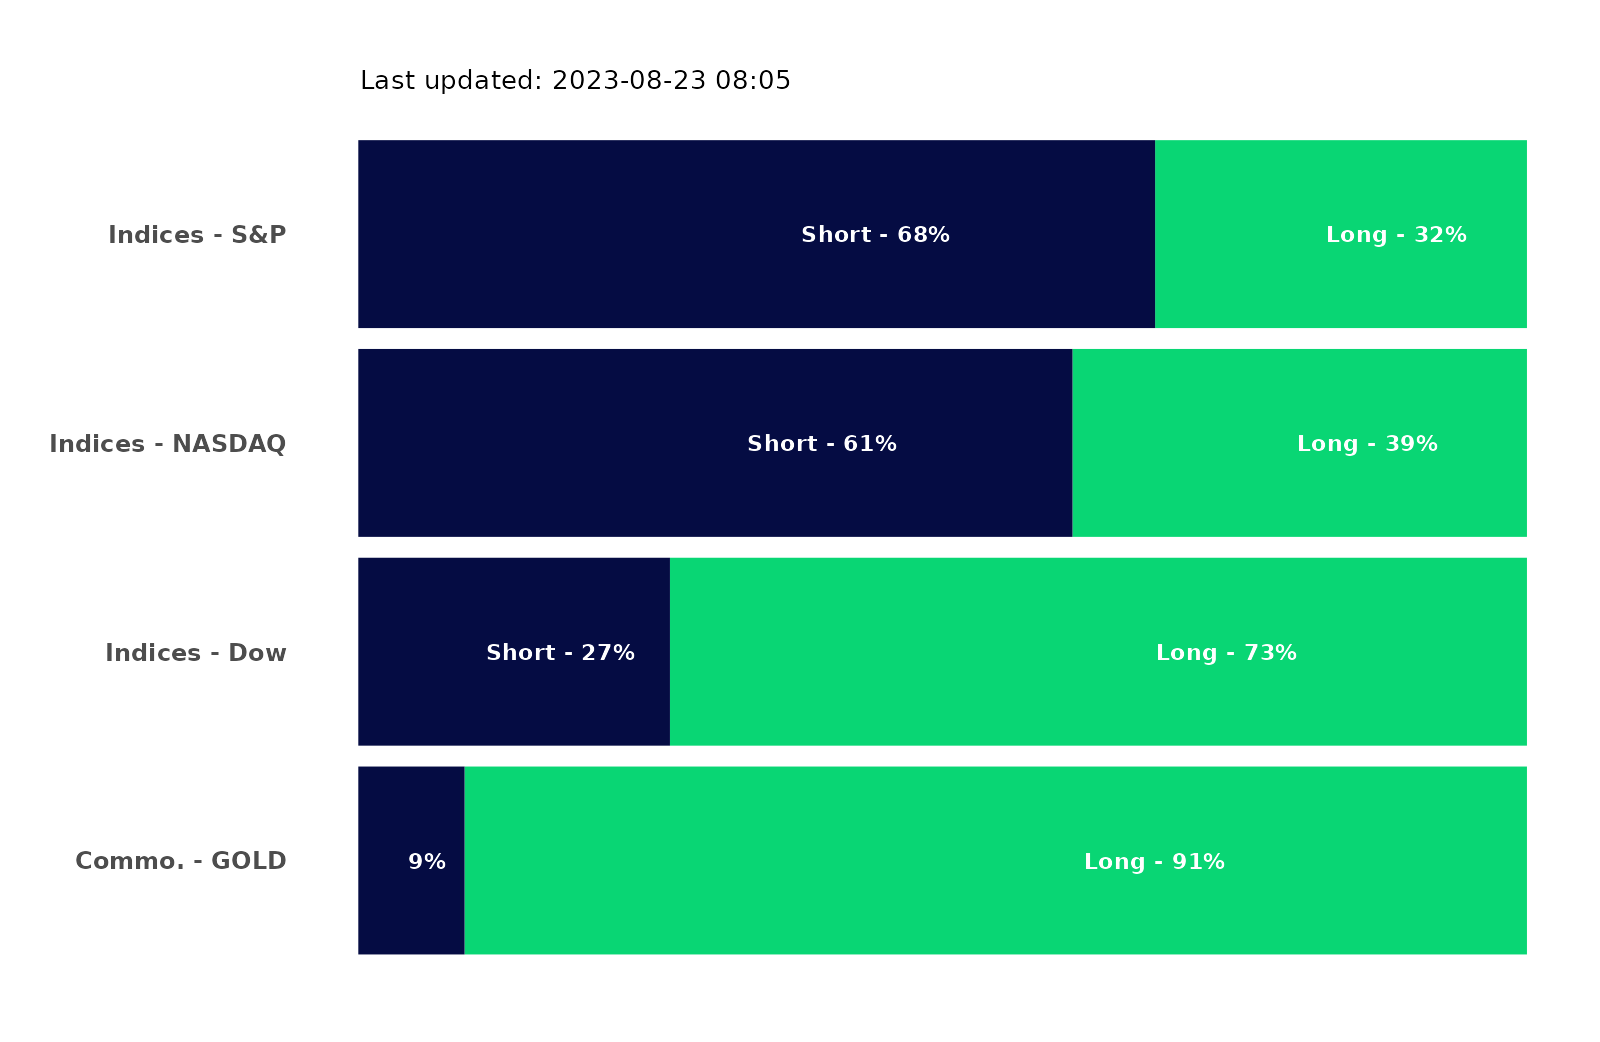 Last updated: 2023-08-23 08:05
Indices - S&P
Short - 68%
Long - 32%
Indices - NASDAQ
Short - 61%
Long - 39%
Indices - Dow
Short - 27%
Long - 73%
Commo. - GOLD
9%
Long - 91%